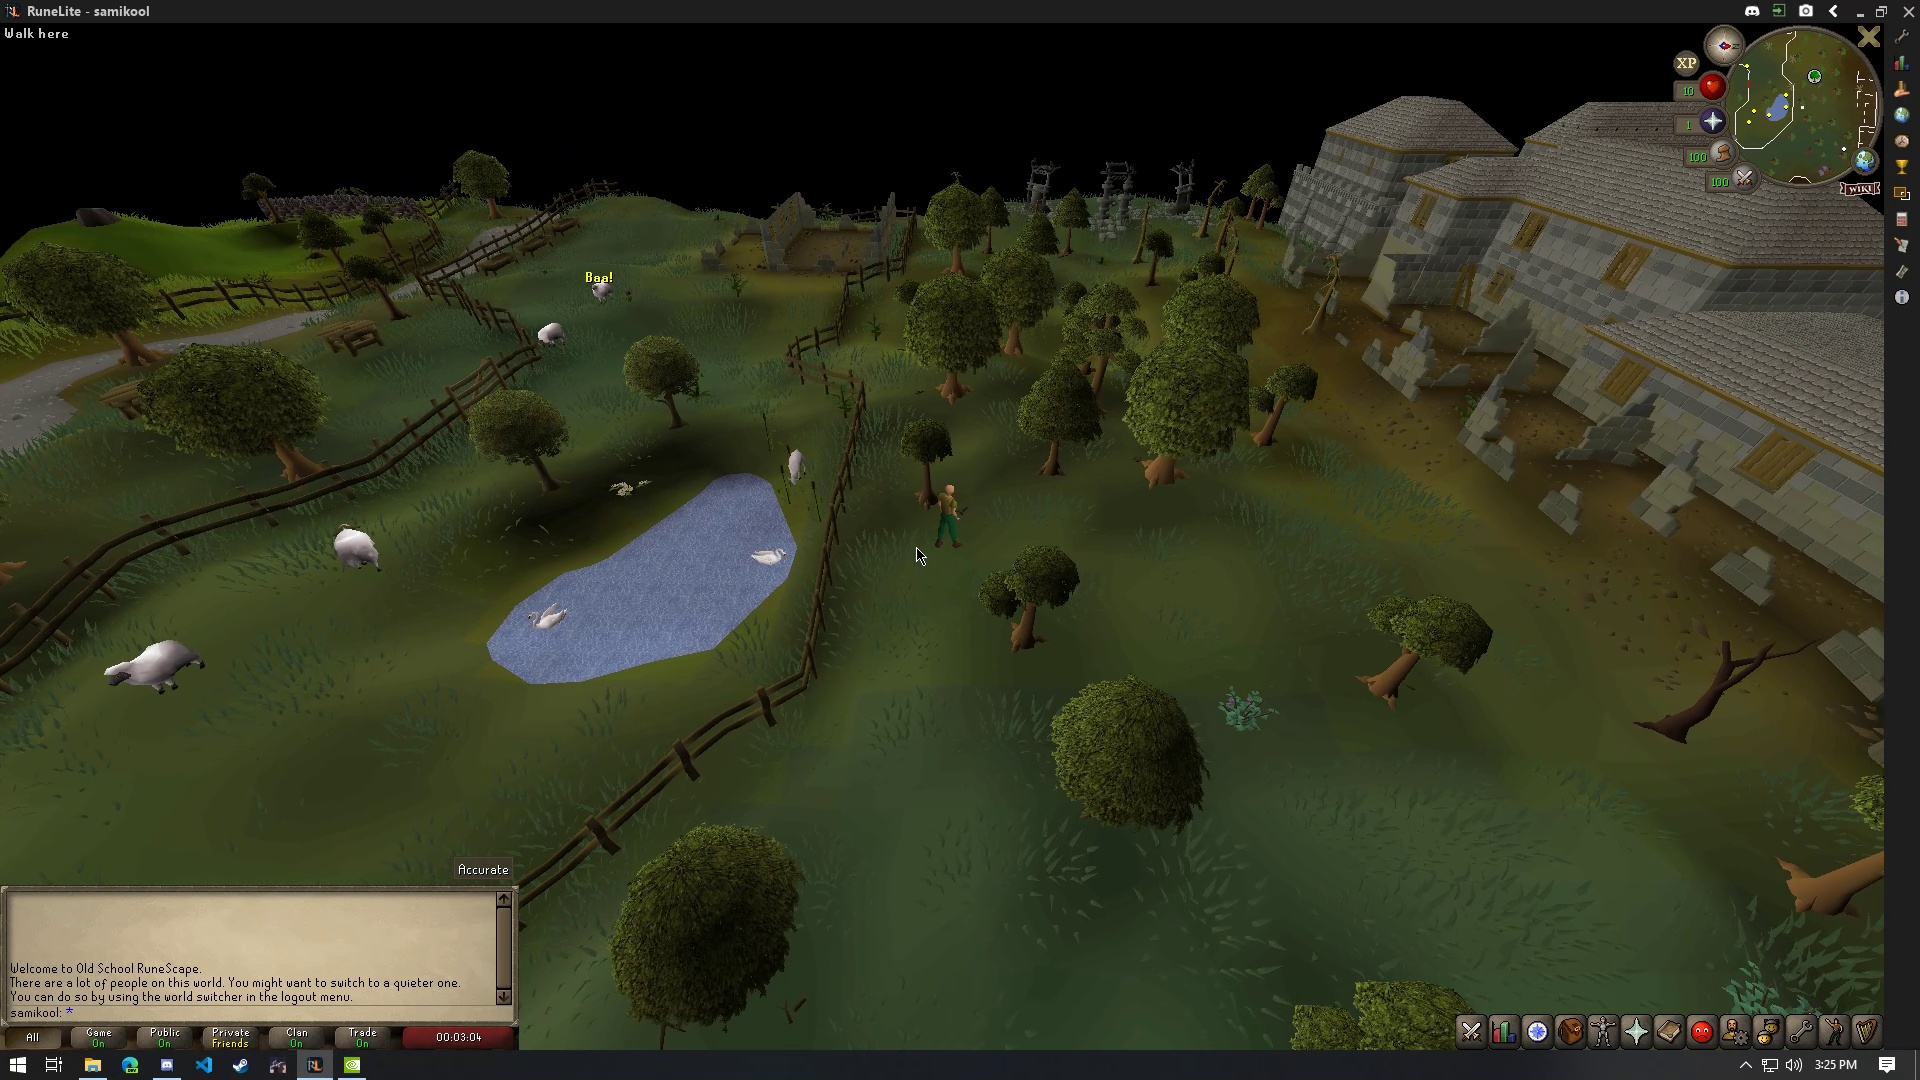 RuneLite - samikool
Walk here
XP
10
1
100
100
WIKI
Baa!
Accurate
Welcome to Old School RuneScape.
There are a lot of people on this world. You might want to switch to a quieter one.
You can do so by using the world switcher in the logout menu.
samikool: *
All
Game
On
Public
On
Private
Friends
Clan
On
Trade
On
00:03:04
3:25 PM